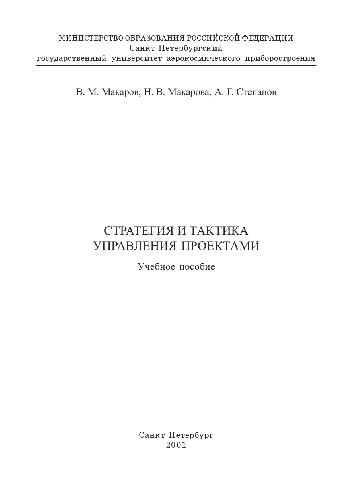 МИНИСТЕРСТВО ОБРАЗОВАНИЯ РОССИЙСКОЙ ФЕДЕРАЦИИ
Санкт Петербургский
государственный университет аэрокосмического приборостроения
В. М. Макаров, Н. В. Макарова, А. Г. Степанов
СТРАТЕГИЯ И ТАКТИКА
УПРАВЛЕНИЯ ПРОЕКТАМИ
Учебное пособие
Санкт Петербург
2001